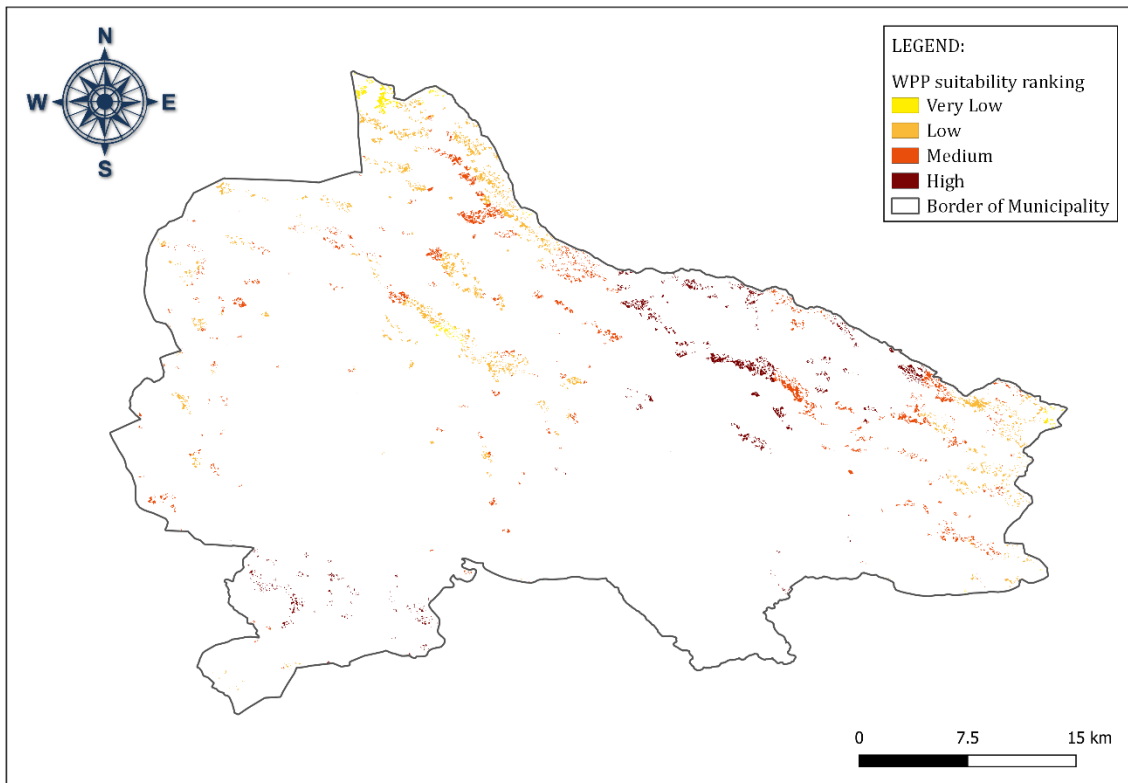 N
W
E
S
LEGEND:
WPP suitability ranking
Very Low
Low
Medium
High
Border of Municipality
0 7.5 15 km